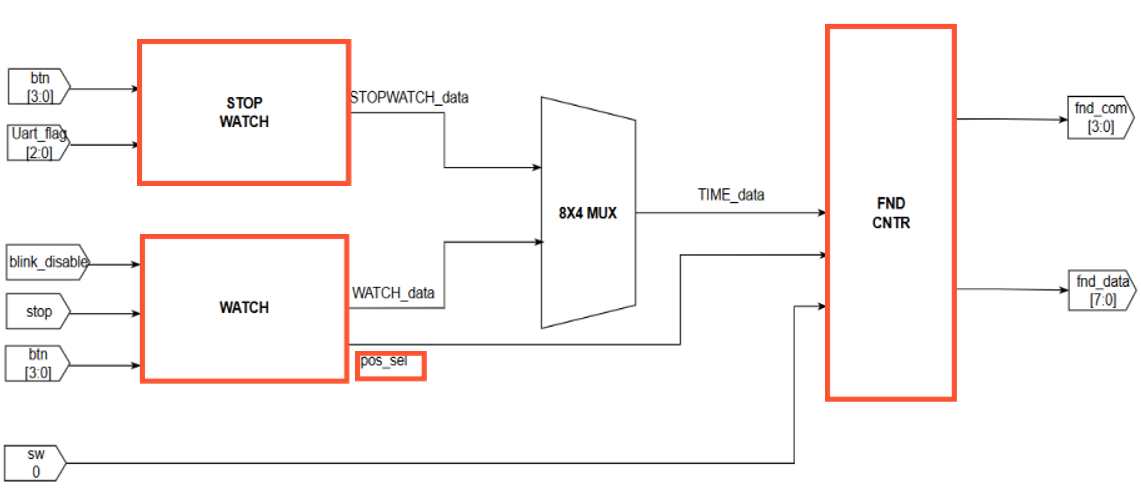 btn
[3:0]
Uart_flag
[2:0]
STOP
WATCH
STOPWATCH_data
blink_disable
stop
btn
[3:0]
WATCH
WATCH_data
pos_sel
8X4 MUX
TIME_data
FND
CNTR
fnd_com
[3:0]
fnd_data
[7:0]
sw
0